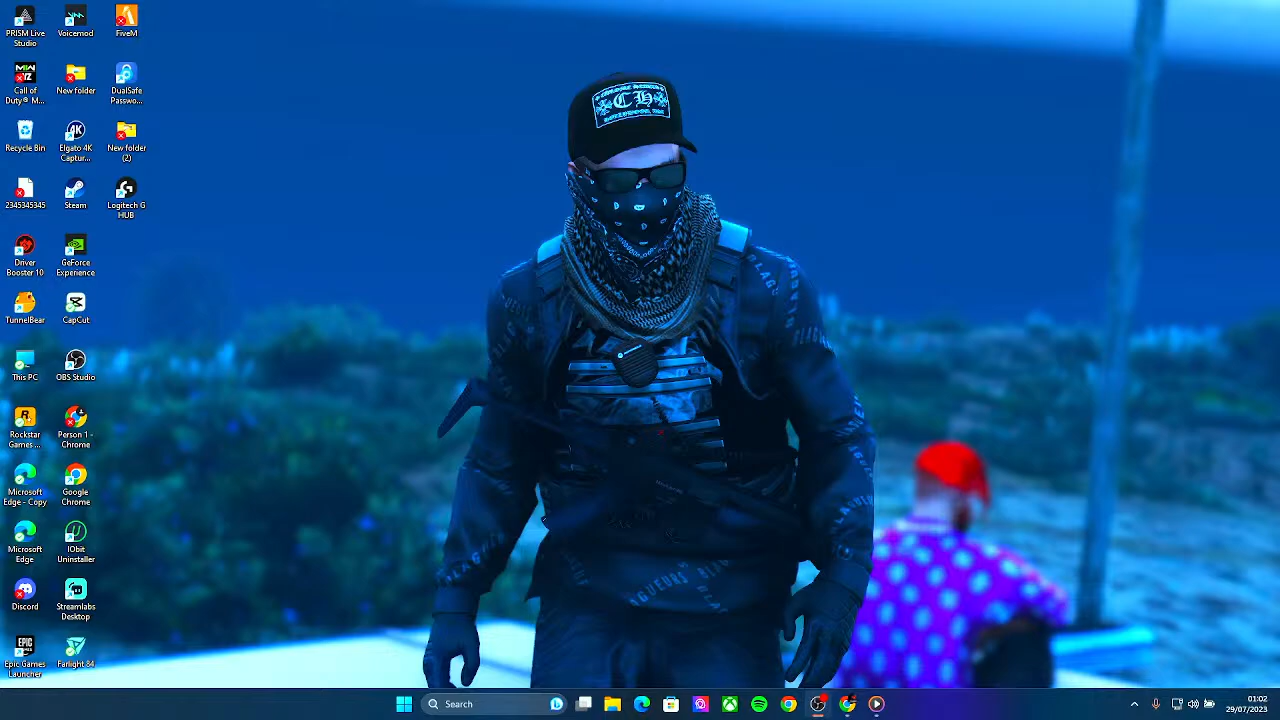 PRISM Live
Studio
Voicemod
FiveM
Call of
Duty® M...
New folder
DualSafe
Passwo...
Recycle Bin
Elgato 4K
Captur...
New folder
(2)
2345345345
Steam
Logitech G
HUB
Driver
Booster 10
GeForce
Experience
TunnelBear
CapCut
This PC
OBS Studio
Rockstar
Games ...
Person 1 -
Chrome
Microsoft
Edge - Copy
Google
Chrome
Microsoft
Edge
IObit
Uninstaller
Discord
Streamlabs
Desktop
Epic Games
Launcher
Farlight 84
CH
Search
01:02
29/07/2023